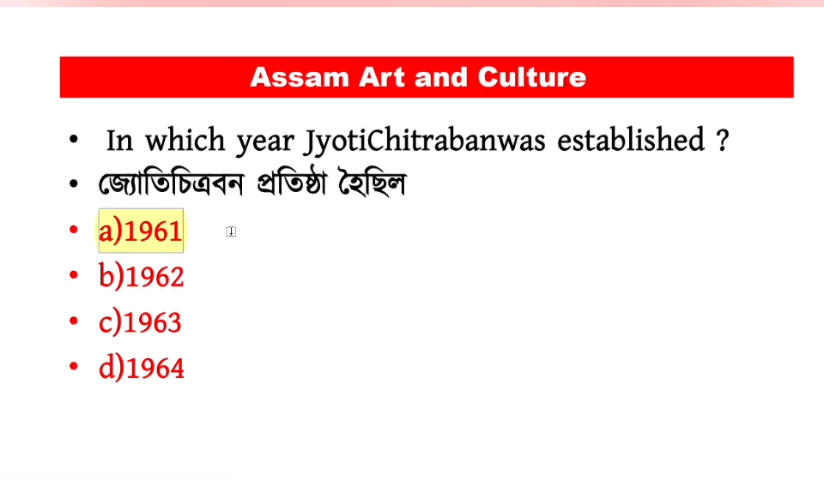 Assam Art and Culture
• In which year JyotiChitrabanwas established ?
• জ্যোতিচিত্ৰবন প্ৰতিষ্ঠা হৈছিল
• a)1961
• b)1962
• c)1963
• d)1964